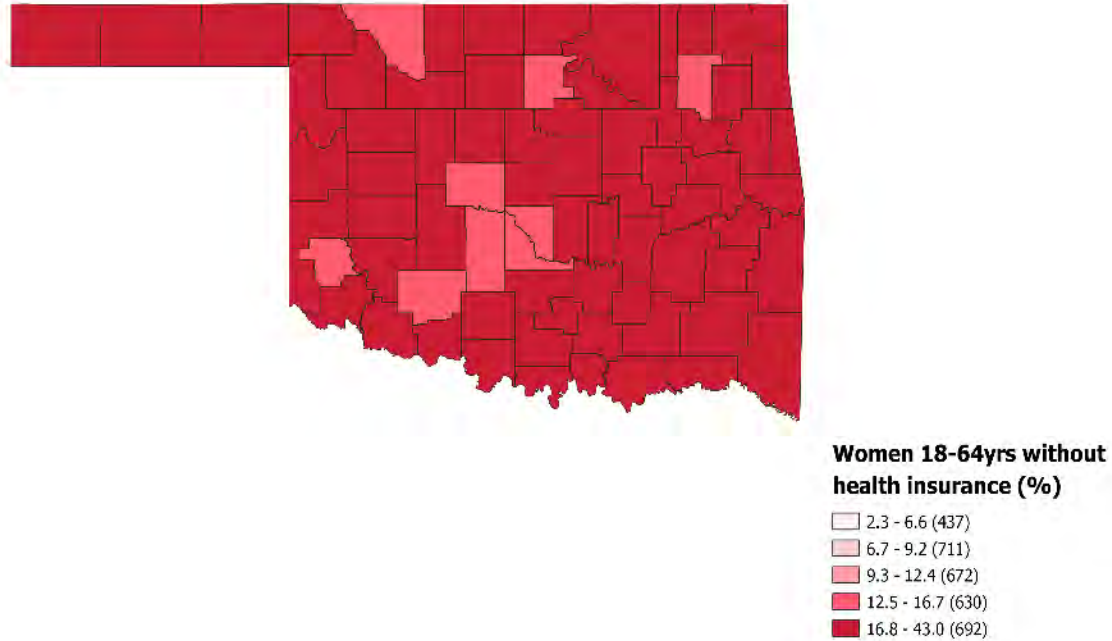 Women 18-64yrs without
health insurance (%)
2.3 - 6.6 (437)
6.7 - 9.2 (711)
9.3 - 12.4 (672)
12.5 - 16.7 (630)
16.8 - 43.0 (692)